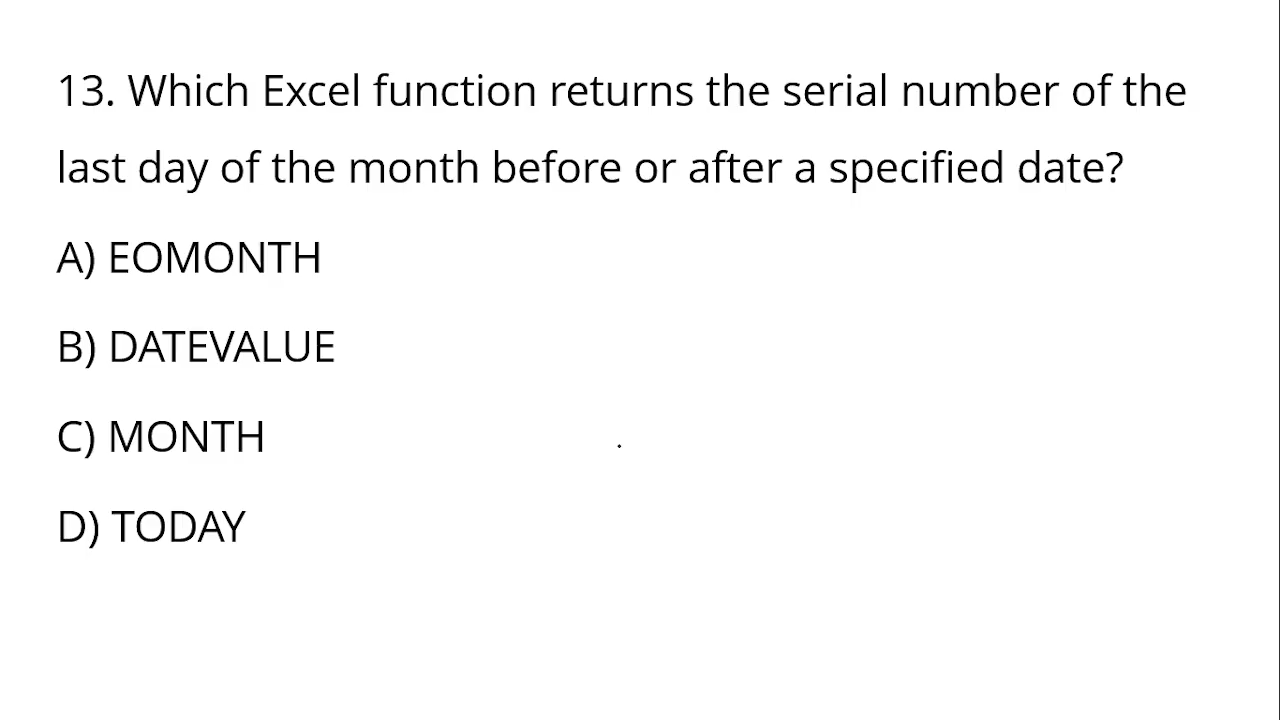 13. Which Excel function returns the serial number of the
last day of the month before or after a specified date?
A) EOMONTH
B) DATEVALUE
C) MONTH
D) TODAY